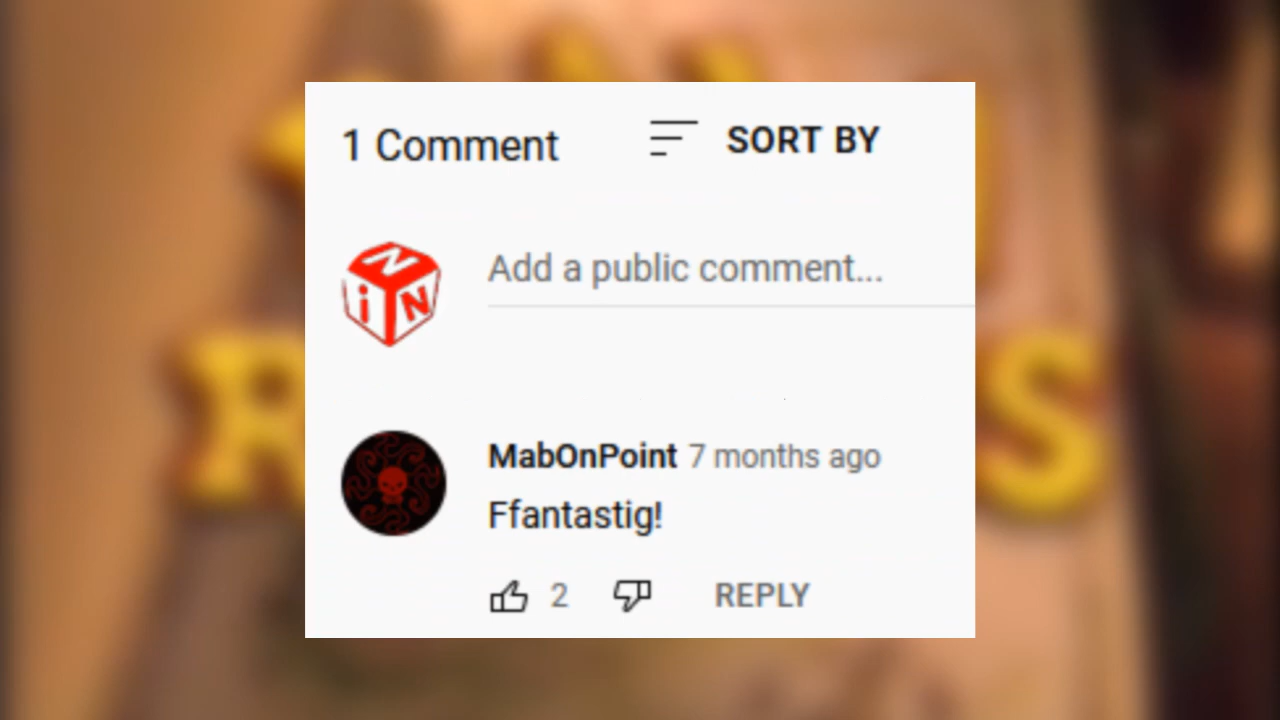 1 Comment SORT BY
N
i N
Add a public comment...
MabOnPoint 7 months ago
Ffantastig!
2 REPLY
R S